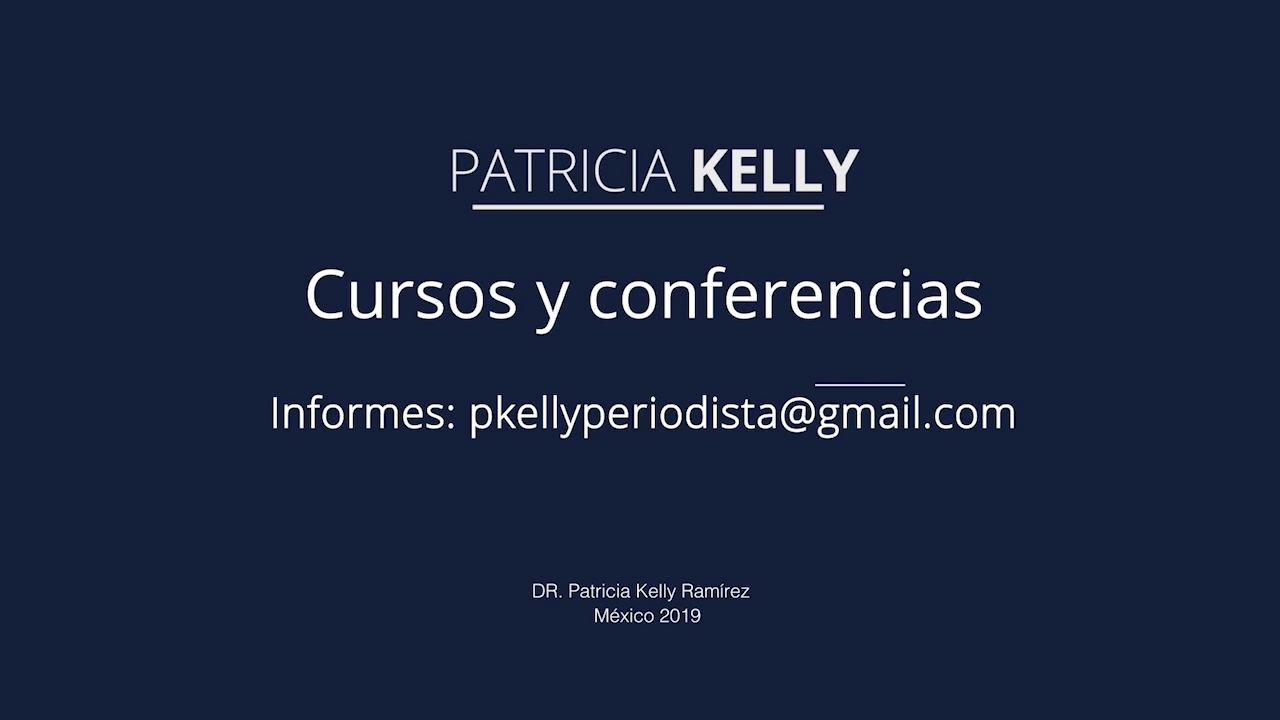 PATRICIA KELLY
Cursos y conferencias
Informes: pkellyperiodista@gmail.com
DR. Patricia Kelly Ramírez
México 2019